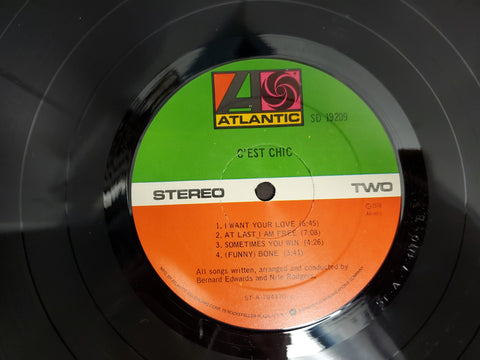 ATLANTIC
SD 19209
C'EST CHIC
STEREO
TWO
1. I WANT YOUR LOVE (6:45)
2. AT LAST I AM FREE (7:08)
3. SOMETIMES YOU WIN (4:26)
4. (FUNNY) BONE (3:41)
All songs written, arranged and conducted by
Bernard Edwards and Nile Rodgers